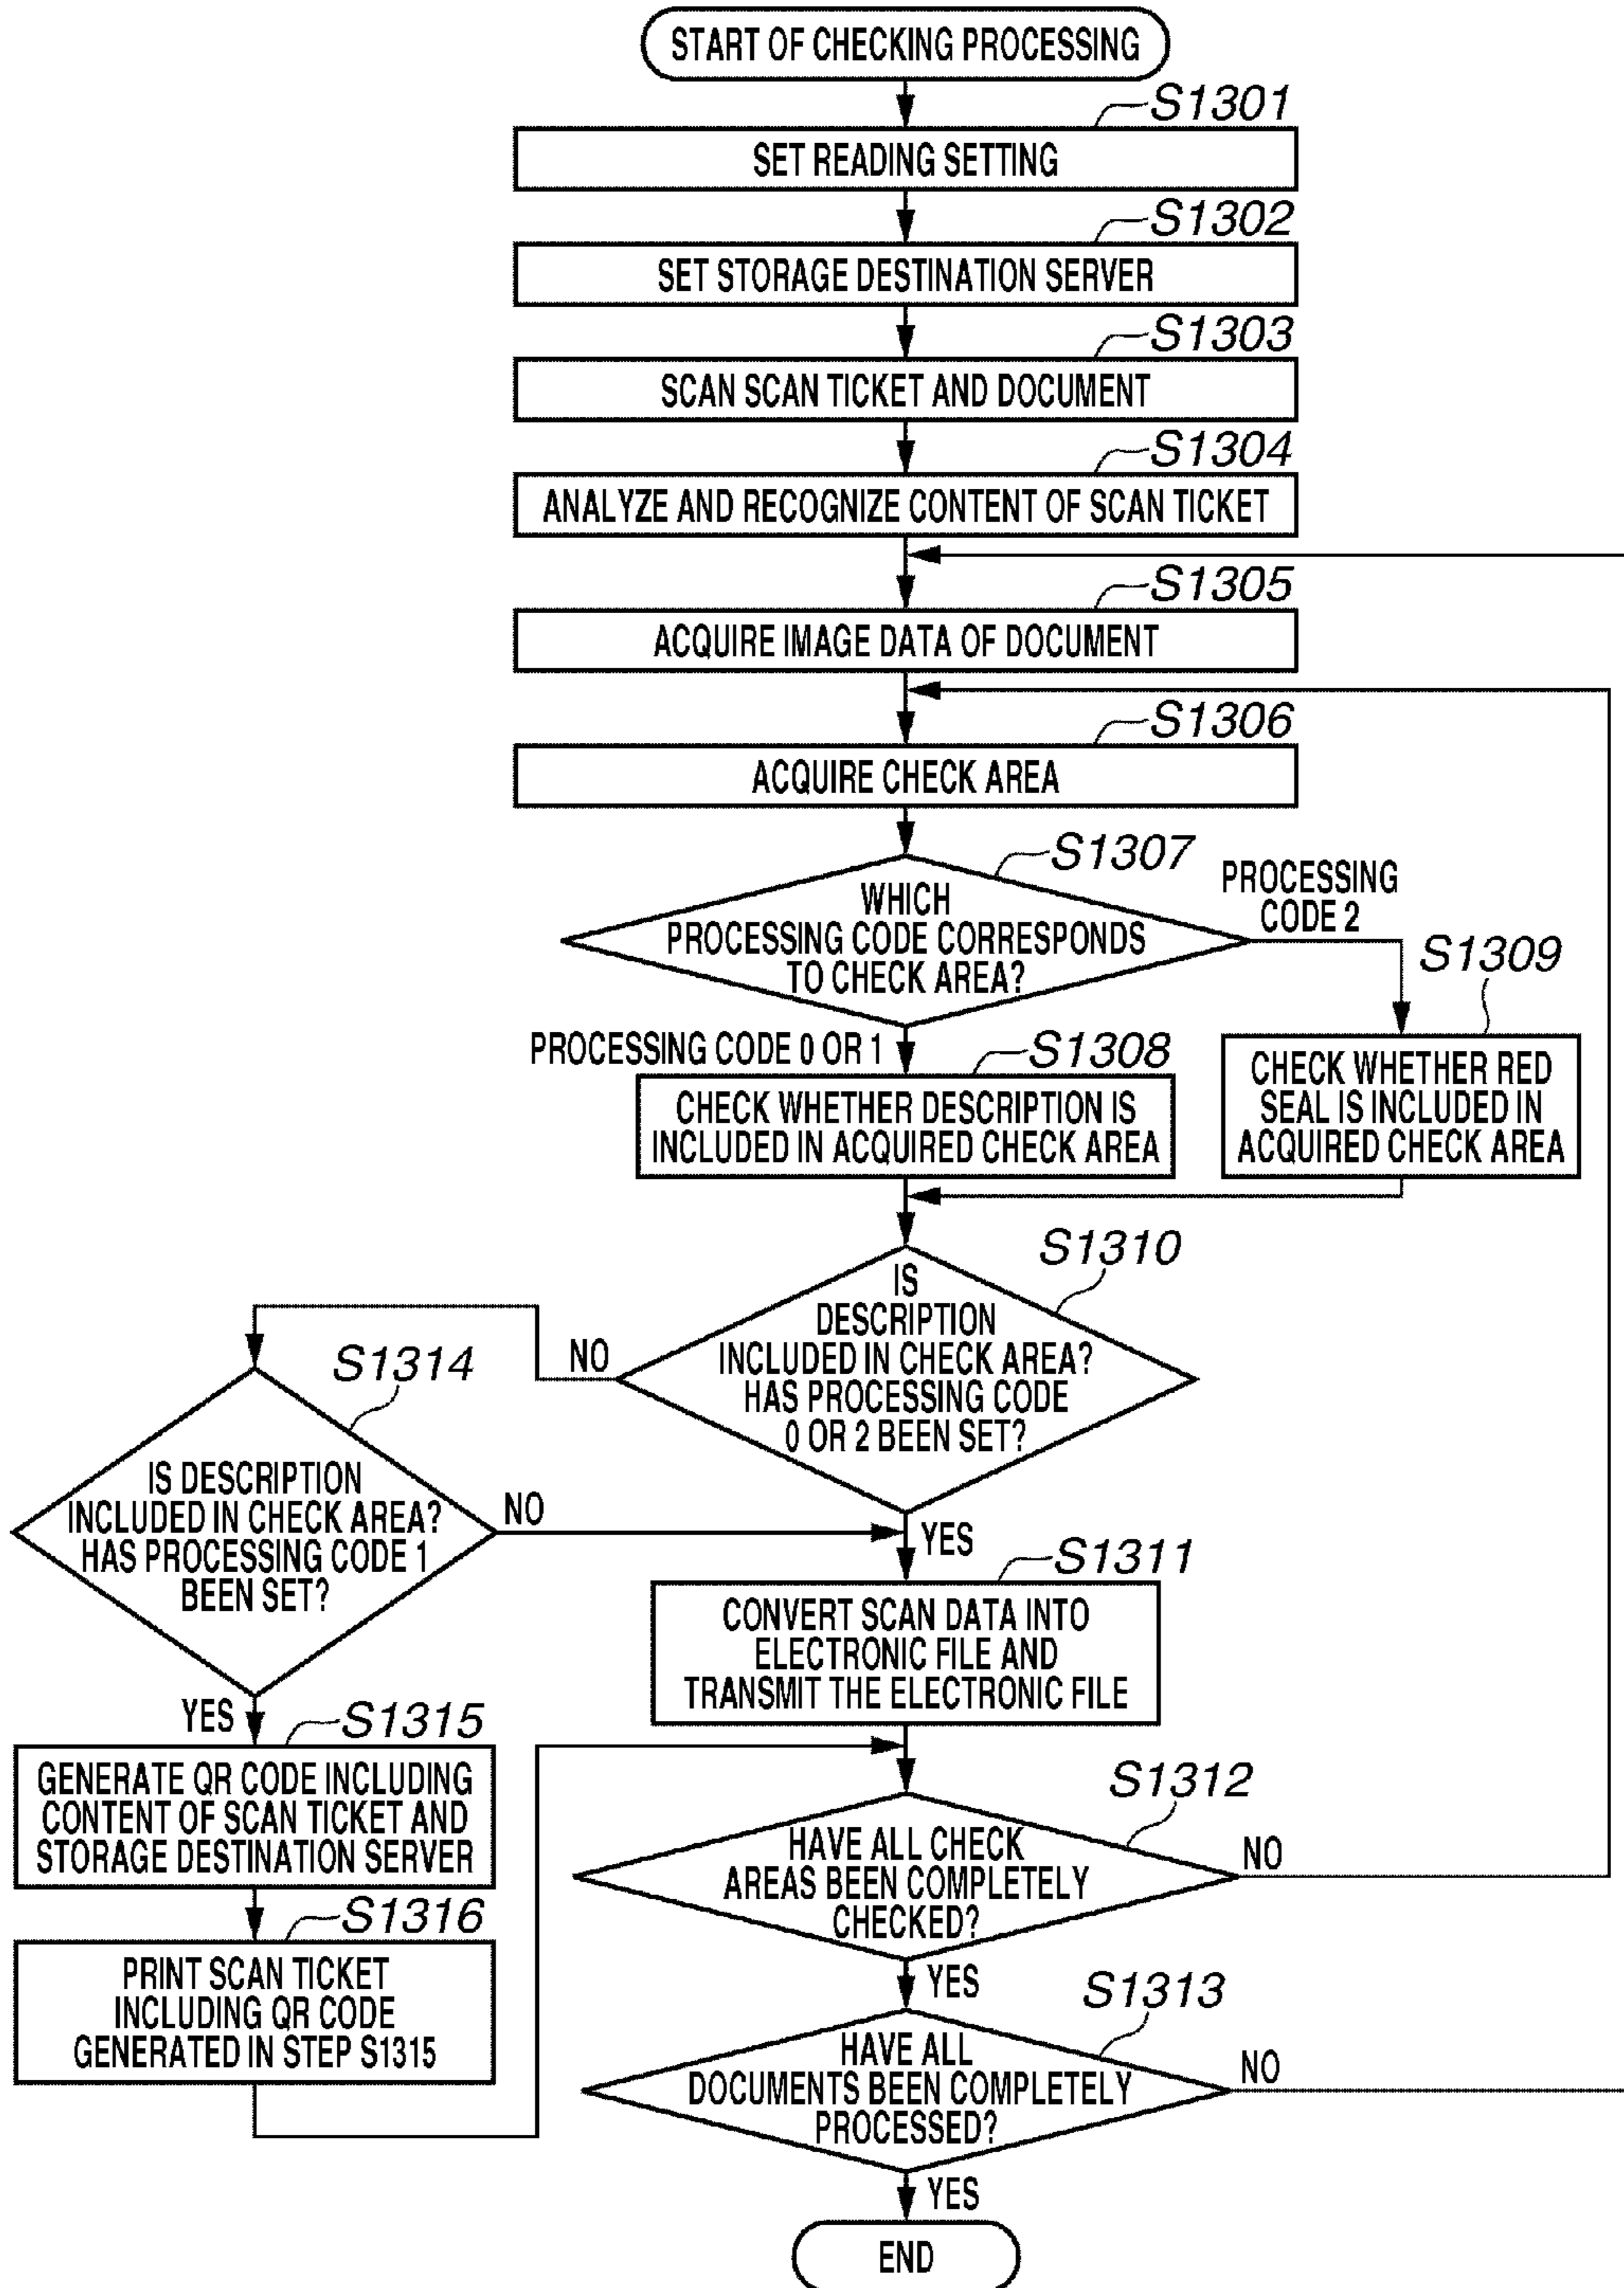 START OF CHECKING PROCESSING
S1301
SET READING SETTING
S1302
SET STORAGE DESTINATION SERVER
S1303
SCAN SCAN TICKET AND DOCUMENT
S1304
ANALYZE AND RECOGNIZE CONTENT OF SCAN TICKET
S1305
ACQUIRE IMAGE DATA OF DOCUMENT
S1306
ACQUIRE CHECK AREA
S1307
WHICH
PROCESSING CODE CORRESPONDS
TO CHECK AREA?
PROCESSING
CODE 2
S1309
CHECK WHETHER RED
SEAL IS INCLUDED IN
ACQUIRED CHECK AREA
PROCESSING CODE 0 OR 1
S1308
CHECK WHETHER DESCRIPTION IS
INCLUDED IN ACQUIRED CHECK AREA
S1310
IS
DESCRIPTION
INCLUDED IN CHECK AREA?
HAS PROCESSING CODE
0 OR 2 BEEN SET?
NO
S1314
IS DESCRIPTION
INCLUDED IN CHECK AREA?
HAS PROCESSING CODE 1
BEEN SET?
NO
YES
S1311
CONVERT SCAN DATA INTO
ELECTRONIC FILE AND
TRANSMIT THE ELECTRONIC FILE
YES
S1315
GENERATE QR CODE INCLUDING
CONTENT OF SCAN TICKET AND
STORAGE DESTINATION SERVER
S1316
PRINT SCAN TICKET
INCLUDING QR CODE
GENERATED IN STEP S1315
S1312
HAVE ALL CHECK
AREAS BEEN COMPLETELY
CHECKED?
NO
YES
S1313
HAVE ALL
DOCUMENTS BEEN COMPLETELY
PROCESSED?
NO
YES
END